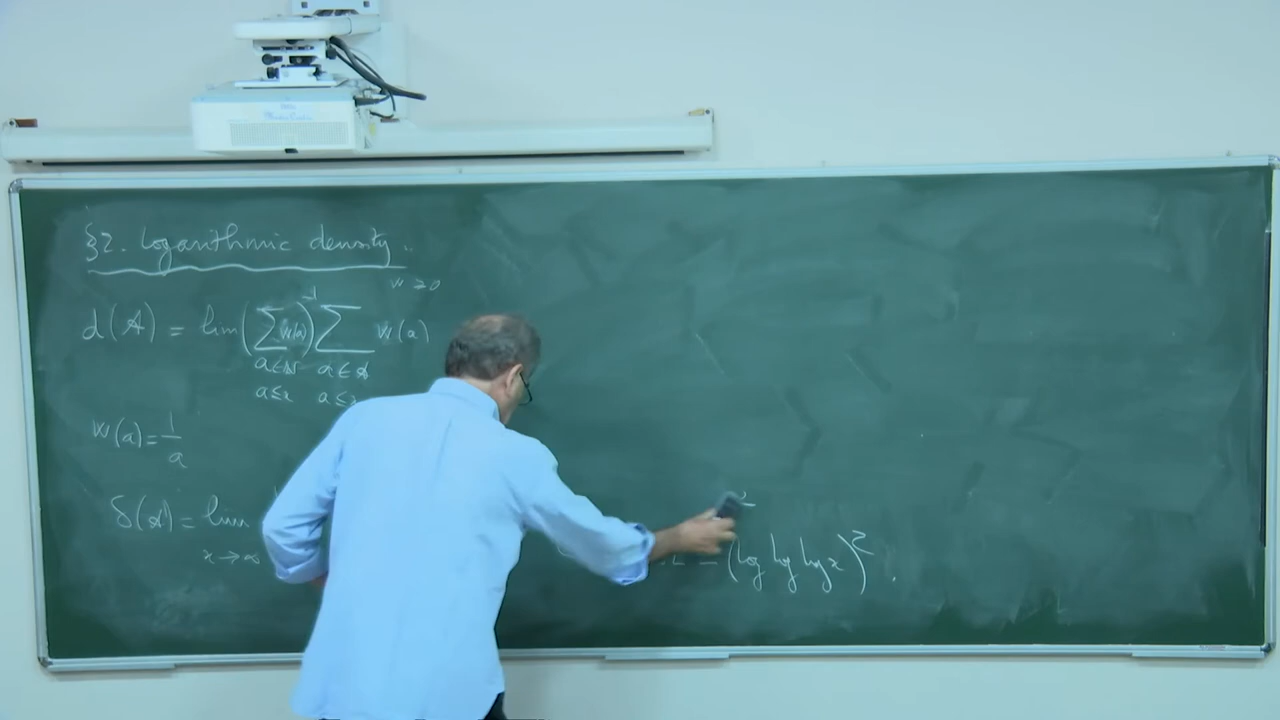 §2. Logarithmic density.
w ≥ 0
d(A) = lim (∑ w(a))⁻¹ ∑ w(a)
a∈ℕ a∈A
a≤x a≤x
w(a) = 1/a
δ(A) = lim
x→∞
(log log log x)² .